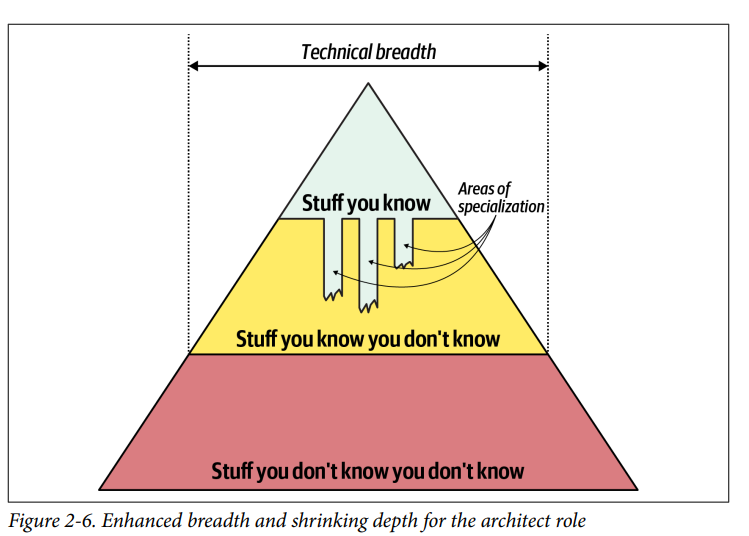 Technical breadth
Stuff you know
Areas of
specialization
Stuff you know you don't know
Stuff you don't know you don't know
Figure 2-6. Enhanced breadth and shrinking depth for the architect role